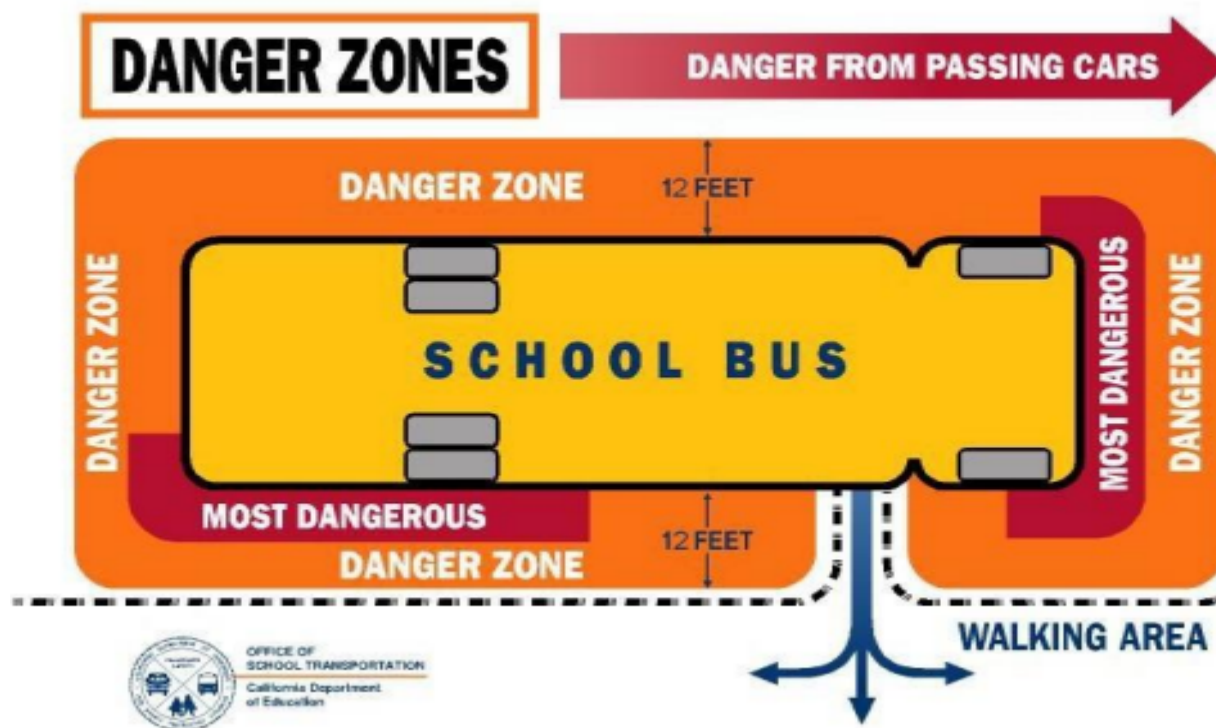 DANGER ZONES
DANGER FROM PASSING CARS
DANGER ZONE
12 FEET
DANGER ZONE
MOST DANGEROUS
DANGER ZONE
SCHOOL BUS
MOST DANGEROUS
12 FEET
DANGER ZONE
WALKING AREA
OFFICE OF
SCHOOL TRANSPORTATION
California Department
of Education